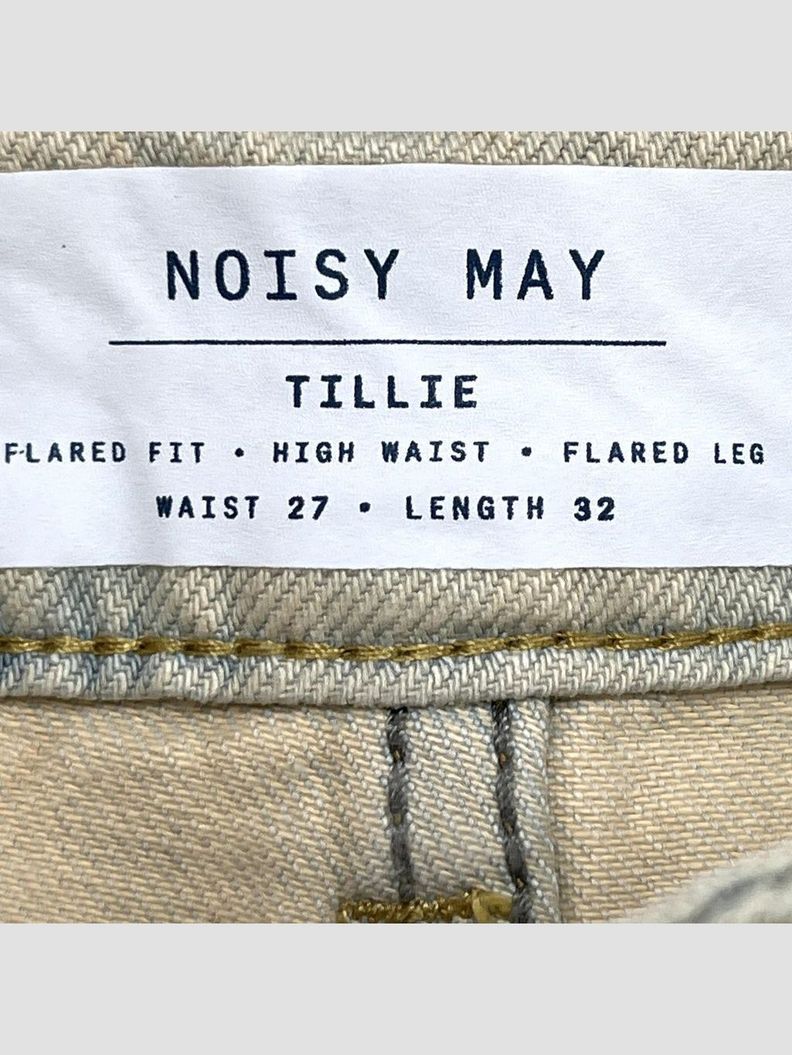 NOISY MAY
TILLIE
FLARED FIT • HIGH WAIST • FLARED LEG
WAIST 27 • LENGTH 32